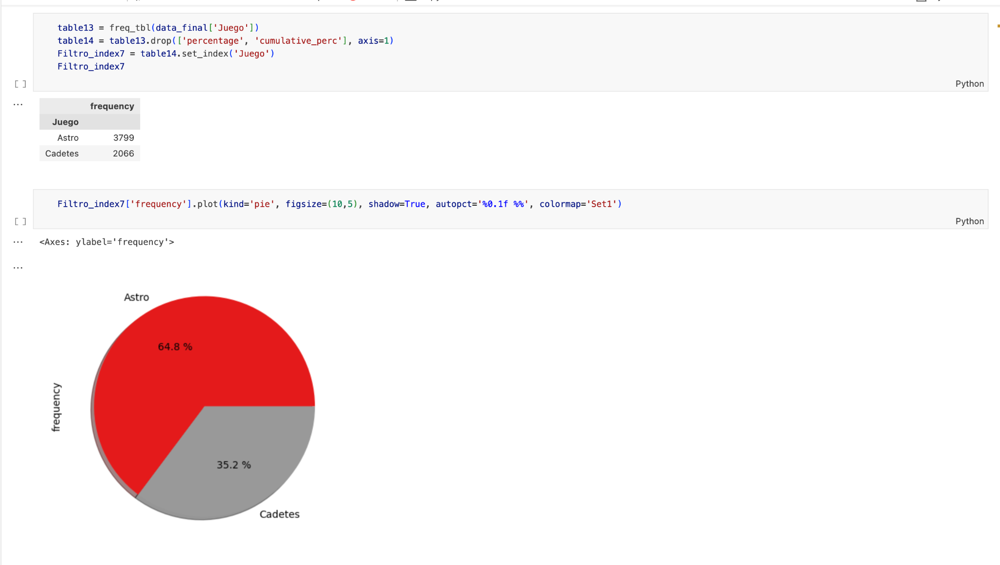 table13 = freq_tbl(data_final['Juego'])
table14 = table13.drop(['percentage', 'cumulative_perc'], axis=1)
Filtro_index7 = table14.set_index('Juego')
Filtro_index7
[ ]
Python
...
frequency
Juego
Astro 3799
Cadetes 2066
Filtro_index7['frequency'].plot(kind='pie', figsize=(10,5), shadow=True, autopct='%0.1f %%', colormap='Set1')
[ ]
Python
...
<Axes: ylabel='frequency'>
...
Astro
64.8 %
frequency
35.2 %
Cadetes